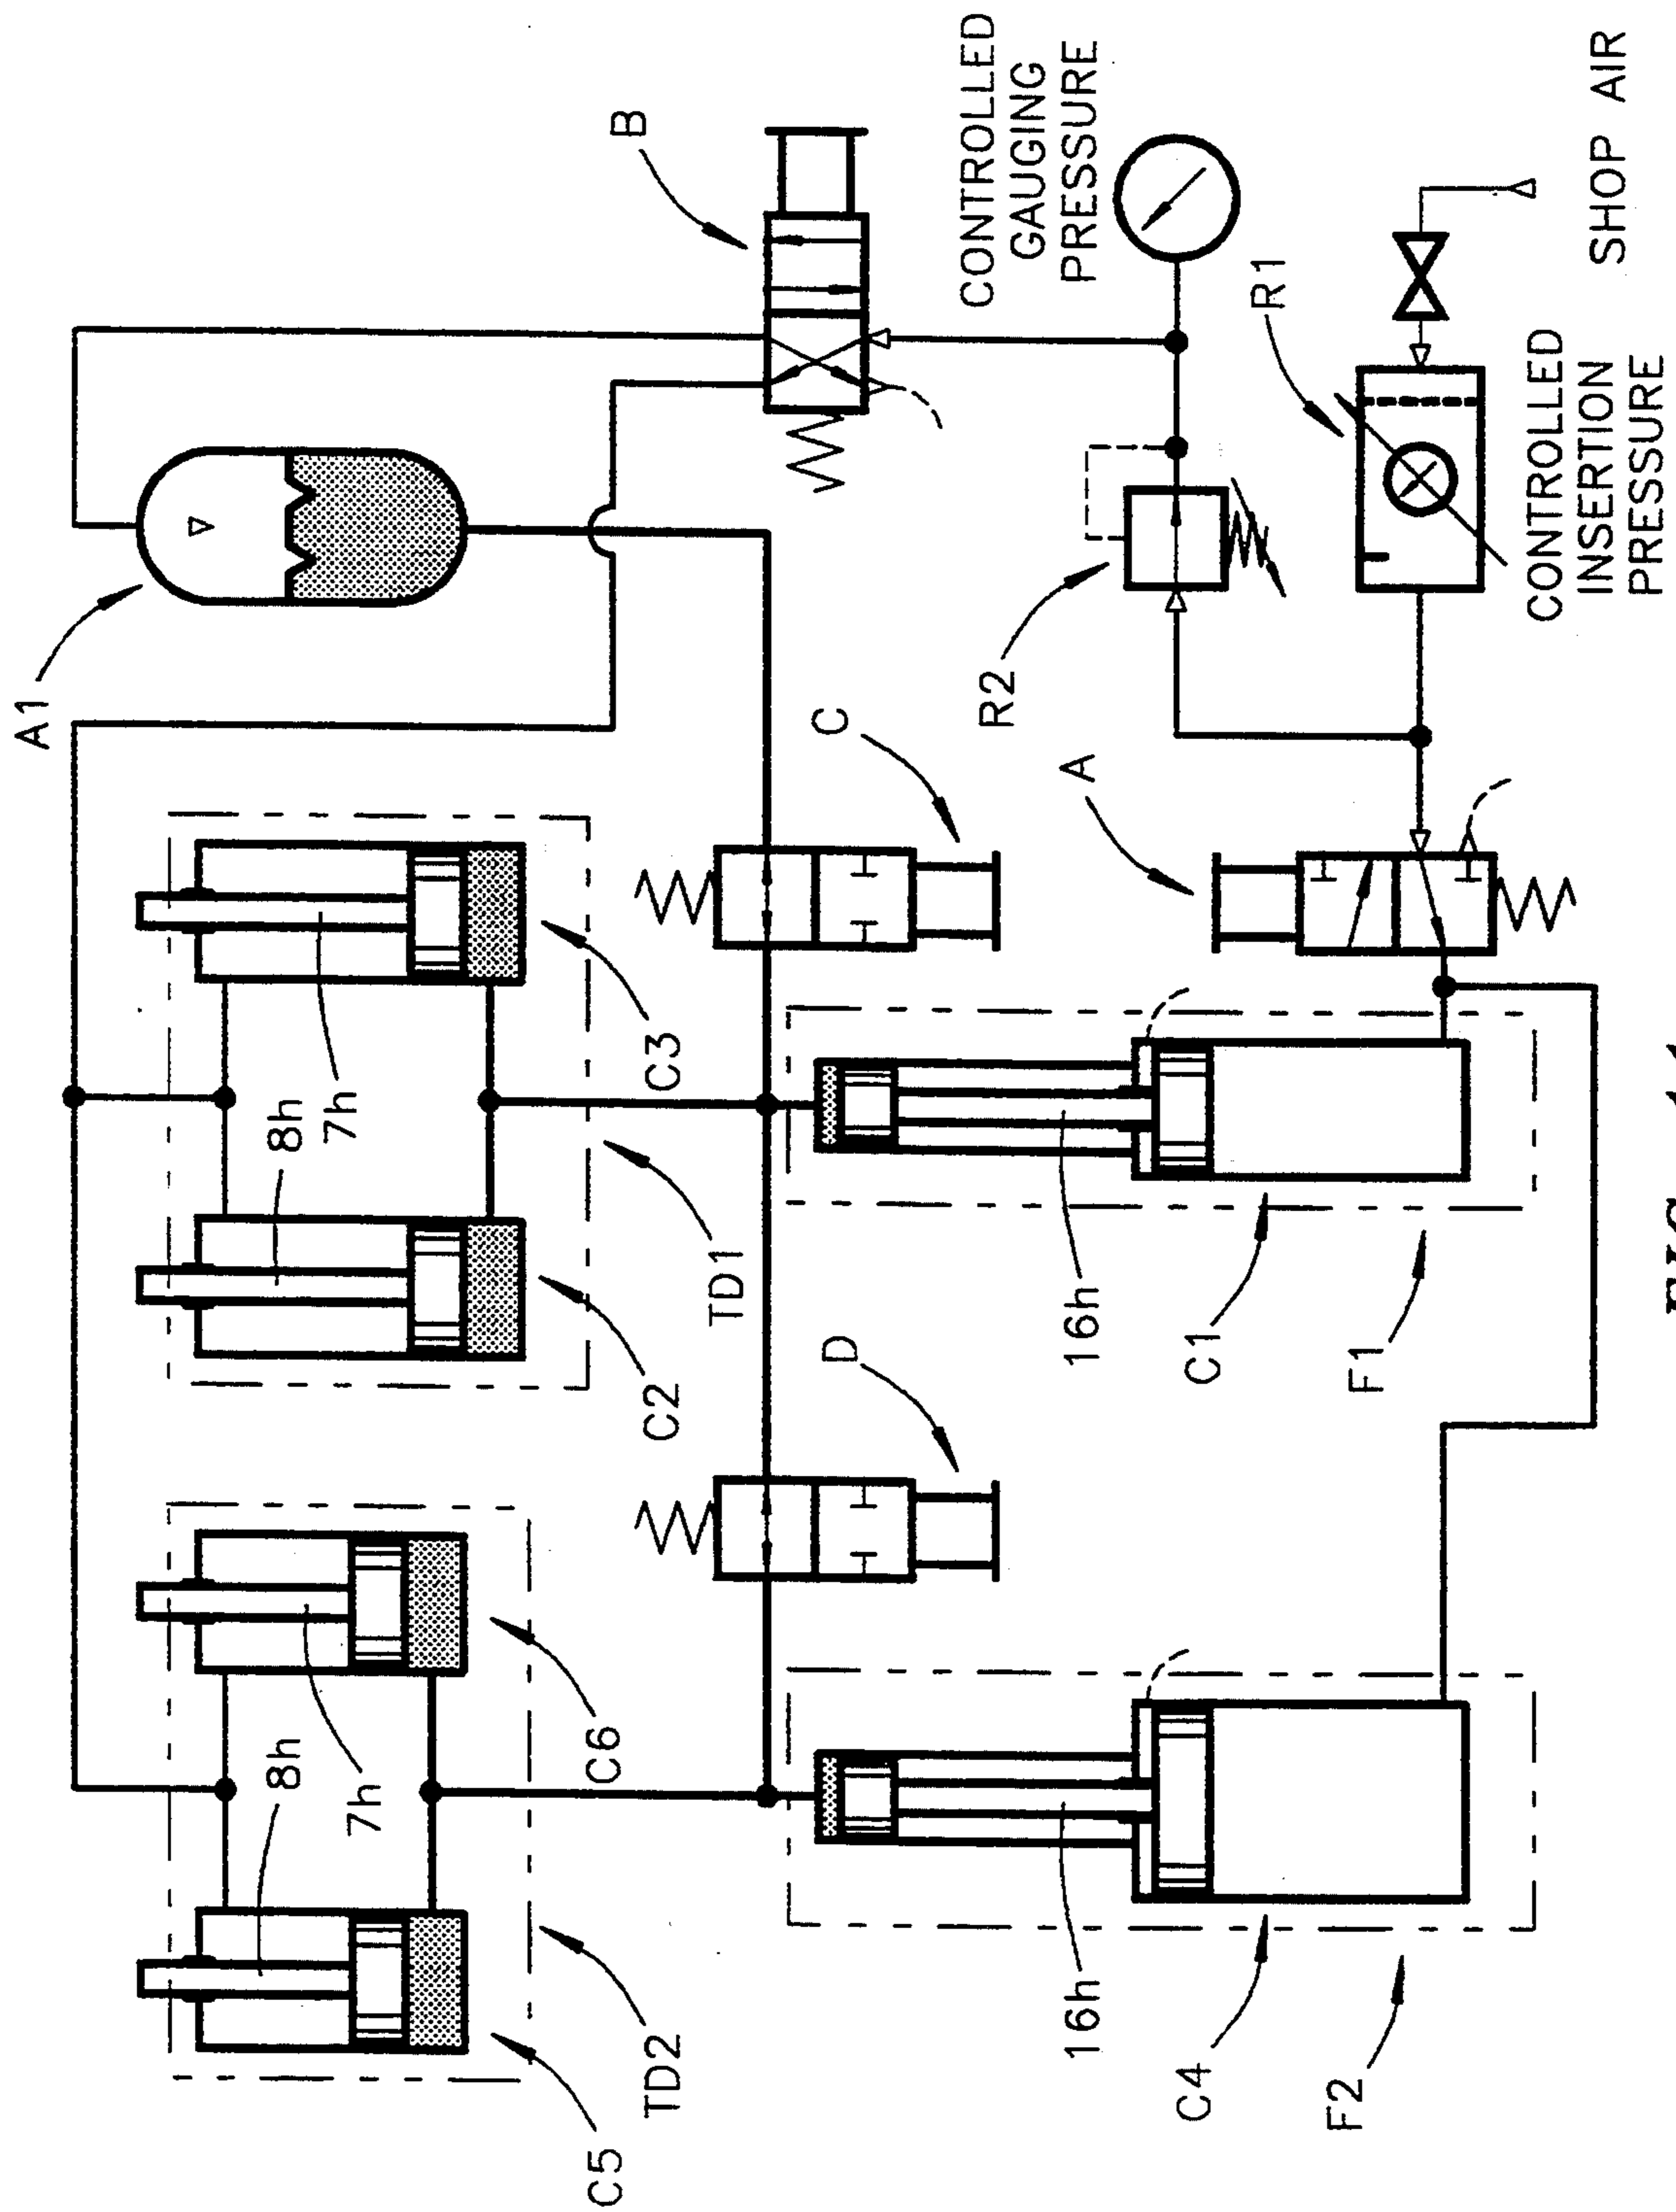 A1
B
CONTROLLED
GAUGING
PRESSURE
R1
SHOP AIR
CONTROLLED
INSERTION
PRESSURE
R2
C
A
7h
8h
C3
C2
TD1
D
16h
C1
F1
8h
7h
C6
C5
TD2
16h
C4
F2